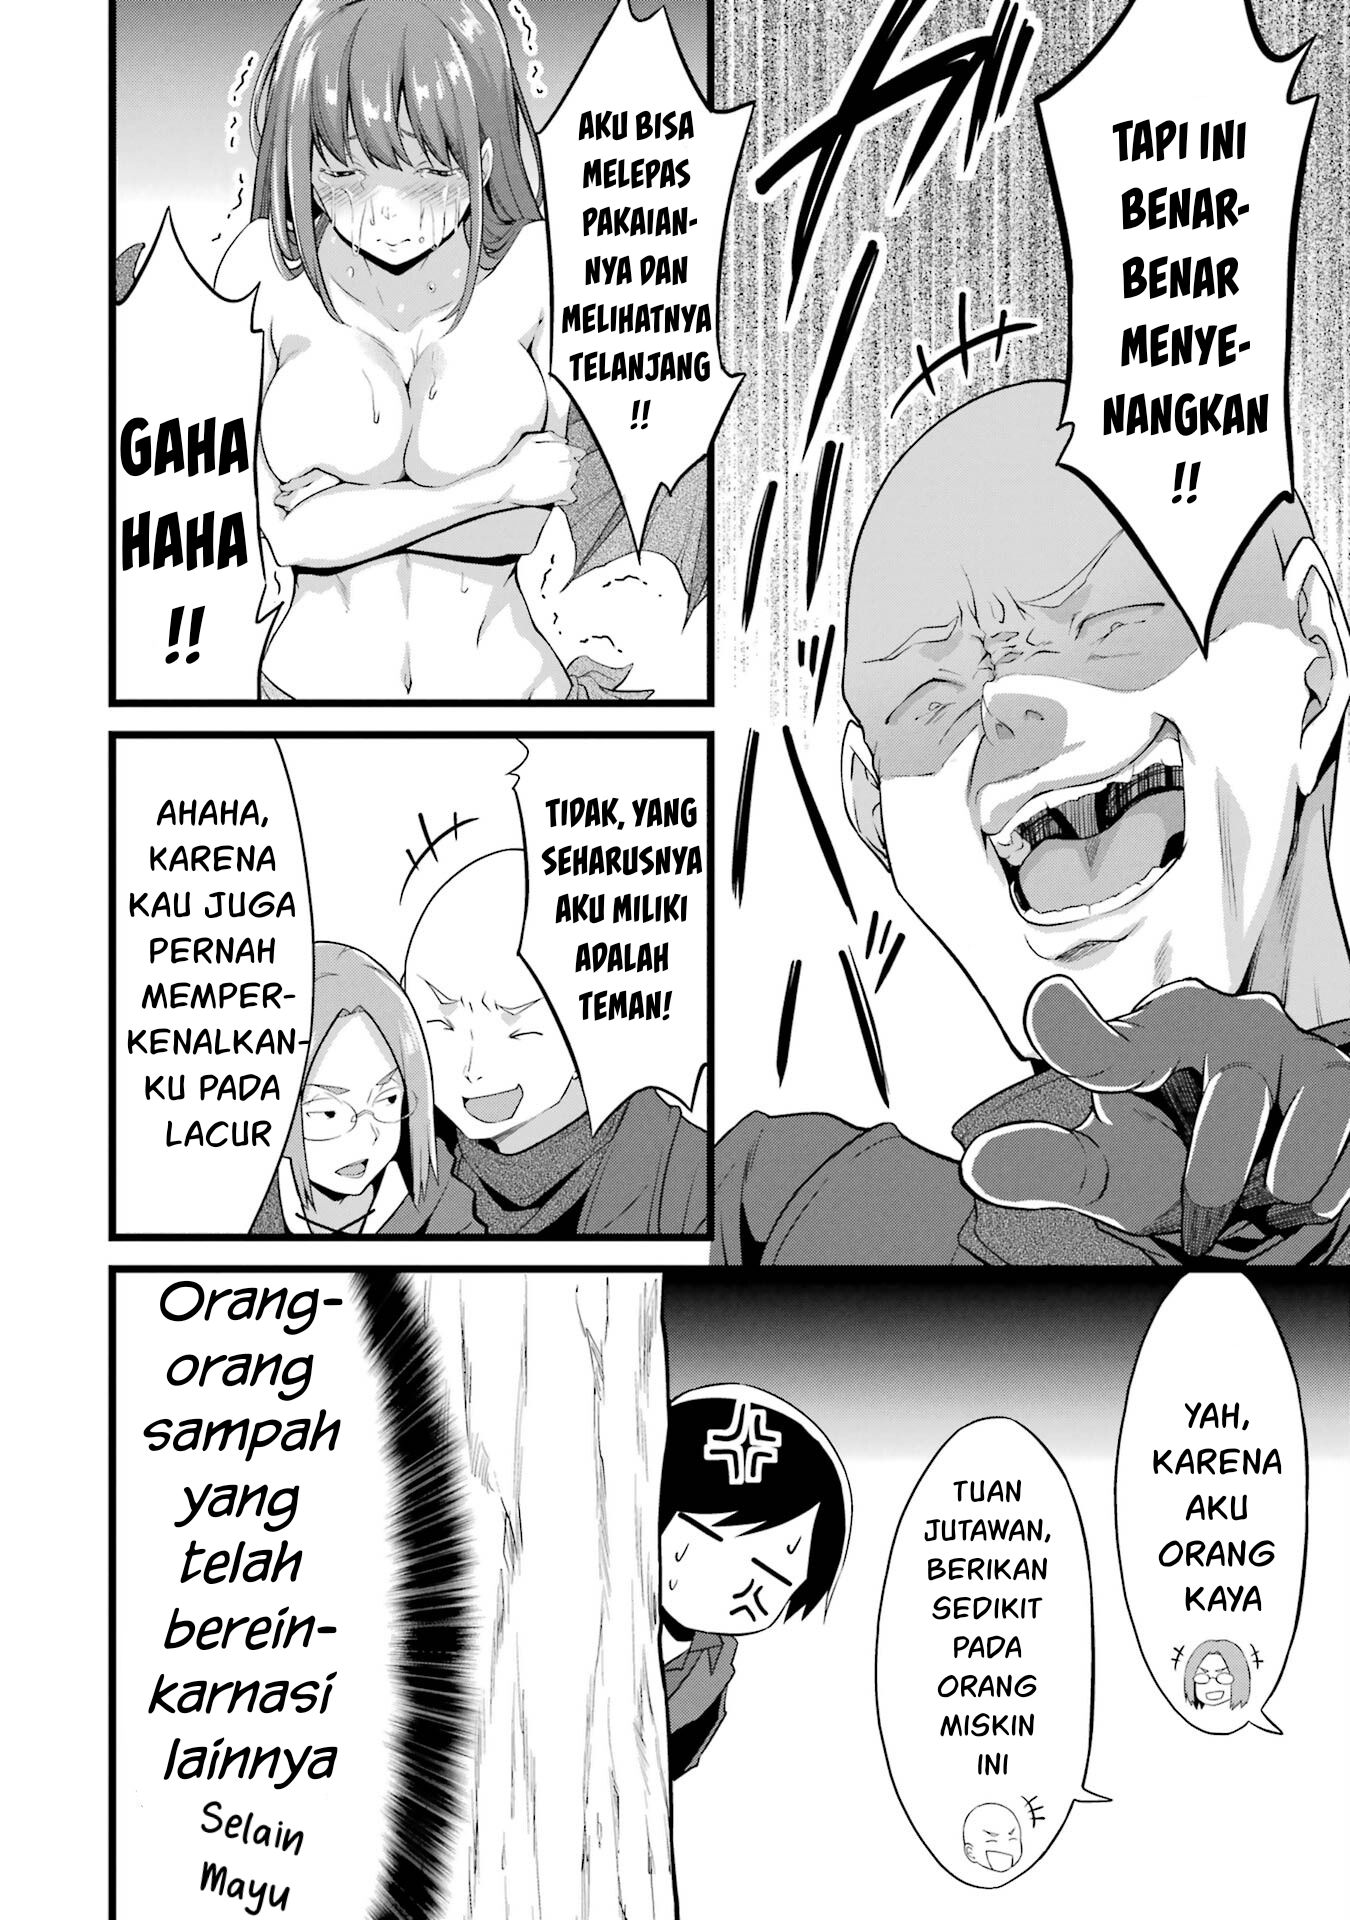 TAPI INI
BENAR-
BENAR
MENYE-
NANGKAN
!!
AKU BISA
MELEPAS
PAKAIAN-
NYA DAN
MELIHATNYA
TELANJANG
!!
GAHA
HAHA
!!
TIDAK, YANG
SEHARUSNYA
AKU MILIKI
ADALAH
TEMAN!
AHAHA,
KARENA
KAU JUGA
PERNAH
MEMPER-
KENALKAN-
KU PADA
LACUR
YAH,
KARENA
AKU
ORANG
KAYA
TUAN
JUTAWAN,
BERIKAN
SEDIKIT
PADA
ORANG
MISKIN
INI
Orang-
orang
sampah
yang
telah
berein-
karnasi
lainnya
Selain
Mayu